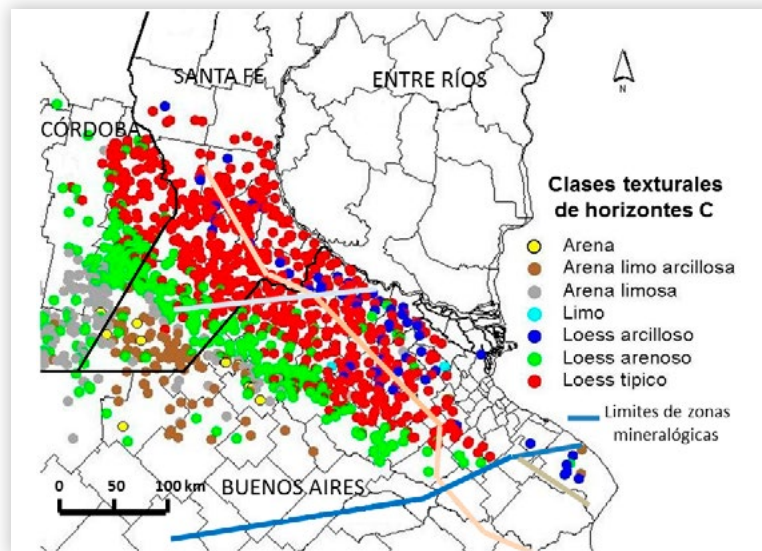 SANTA FE
ENTRE RÍOS
N
CÓRDOBA
Clases texturales
de horizontes C
Arena
Arena limo arcillosa
Arena limosa
Limo
Loess arcilloso
Loess arenoso
Loess tipico
Limites de zonas
mineralógicas
0 50 100 km
BUENOS AIRES